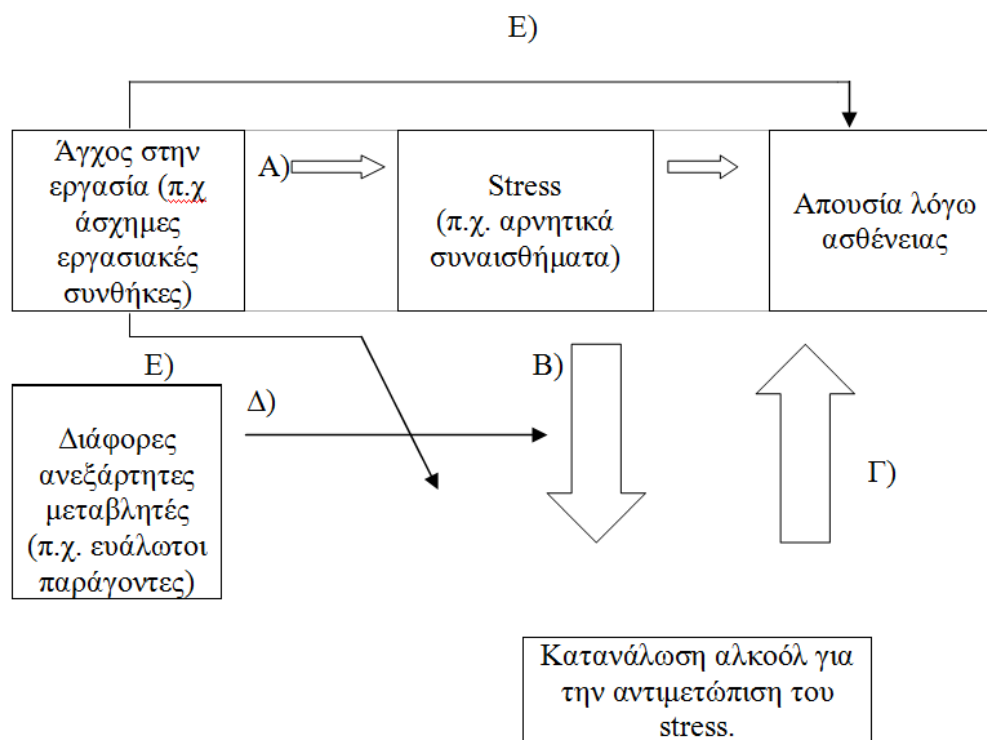 Ε)
Άγχος στην
εργασία (π.χ
άσχημες
εργασιακές
συνθήκες)
Α)
Stress
(π.χ. αρνητικά
συναισθήματα)
Απουσία λόγω
ασθένειας
Ε)
Β)
Δ)
Διάφορες
ανεξάρτητες
μεταβλητές
(π.χ. ευάλωτοι
παράγοντες)
Γ)
Κατανάλωση αλκοόλ για
την αντιμετώπιση του
stress.